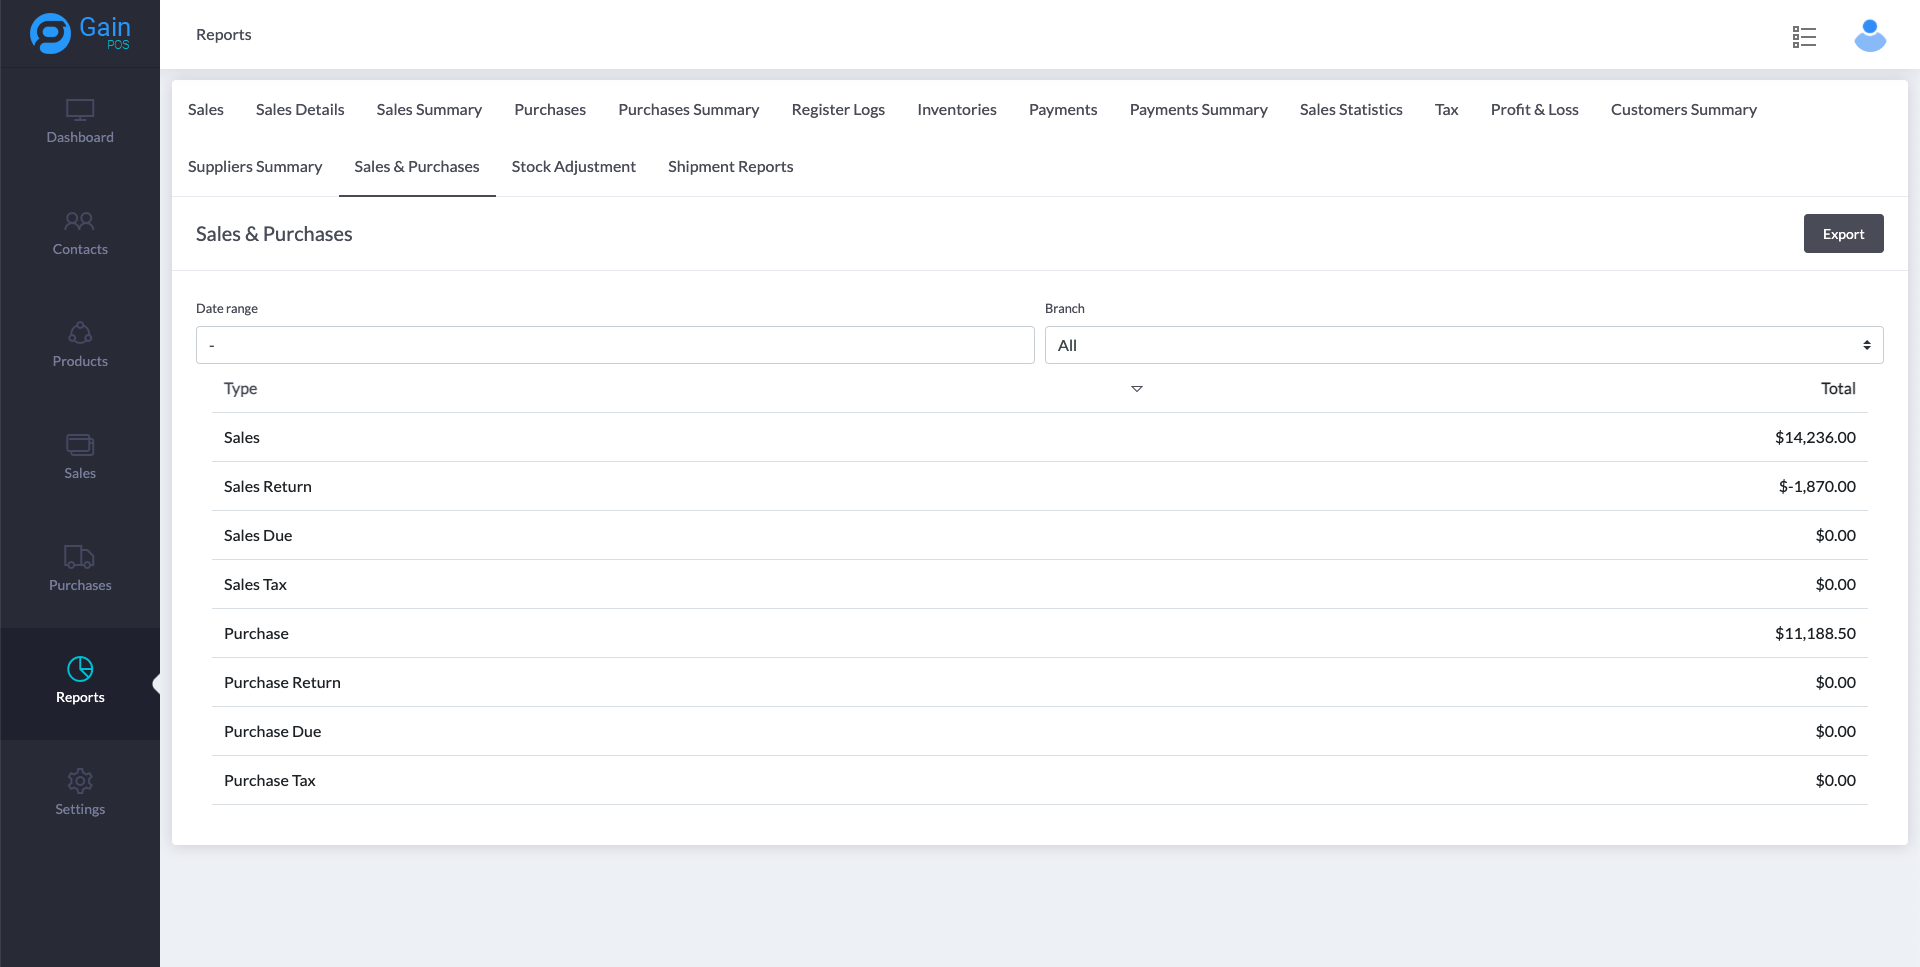 Gain
POS
Reports
Dashboard
Contacts
Products
Sales
Purchases
Reports
Settings
Sales Sales Details Sales Summary Purchases Purchases Summary Register Logs Inventories Payments Payments Summary Sales Statistics Tax Profit & Loss Customers Summary
Suppliers Summary Sales & Purchases Stock Adjustment Shipment Reports
Sales & Purchases Export
Date range Branch
- All
Type Total
Sales $14,236.00
Sales Return $-1,870.00
Sales Due $0.00
Sales Tax $0.00
Purchase $11,188.50
Purchase Return $0.00
Purchase Due $0.00
Purchase Tax $0.00